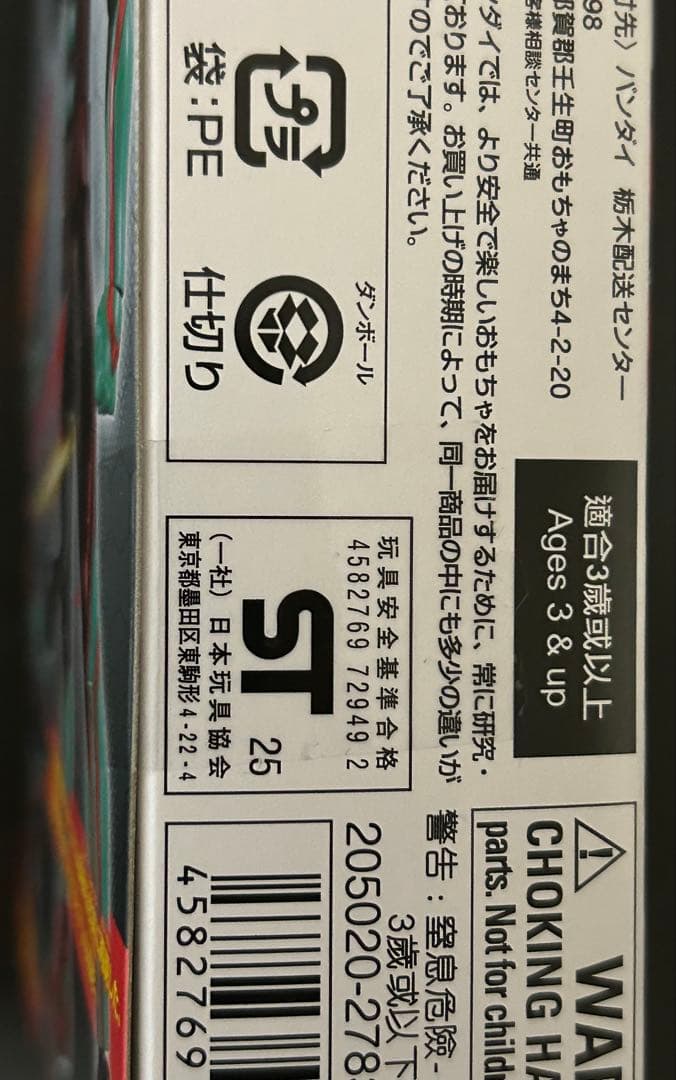 け先〉バンダイ 栃木配送センター
98
賀郡壬生町おもちゃのまち4-2-20
客様相談センター共通
ダイでは、より安全で楽しいおもちゃをお届けするために、常に研究・
おります。お買い上げの時期によって、同一商品の中にも多少の違いが
のでご了承ください。
プラ
袋:PE
ダンボール
仕切り
適合3歳或以上
Ages 3 & up
玩具安全基準合格
4582769 72949 2
ST
25
(一社)日本玩具協会
東京都墨田区東駒形4-22-4
WA
CHOKING HA
parts. Not for child
警告:窒息危險-
3歲或以下
205020-278
4582769